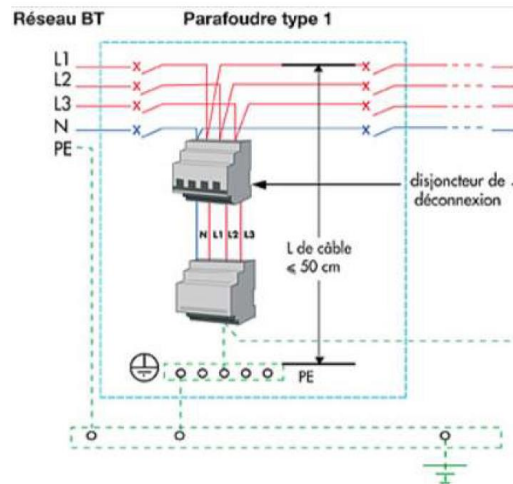 Réseau BT
Parafoudre type 1
L1
L2
L3
N
PE
disjoncteur de
déconnexion
N L1 L2 L3
L de câble
≤ 50 cm
PE